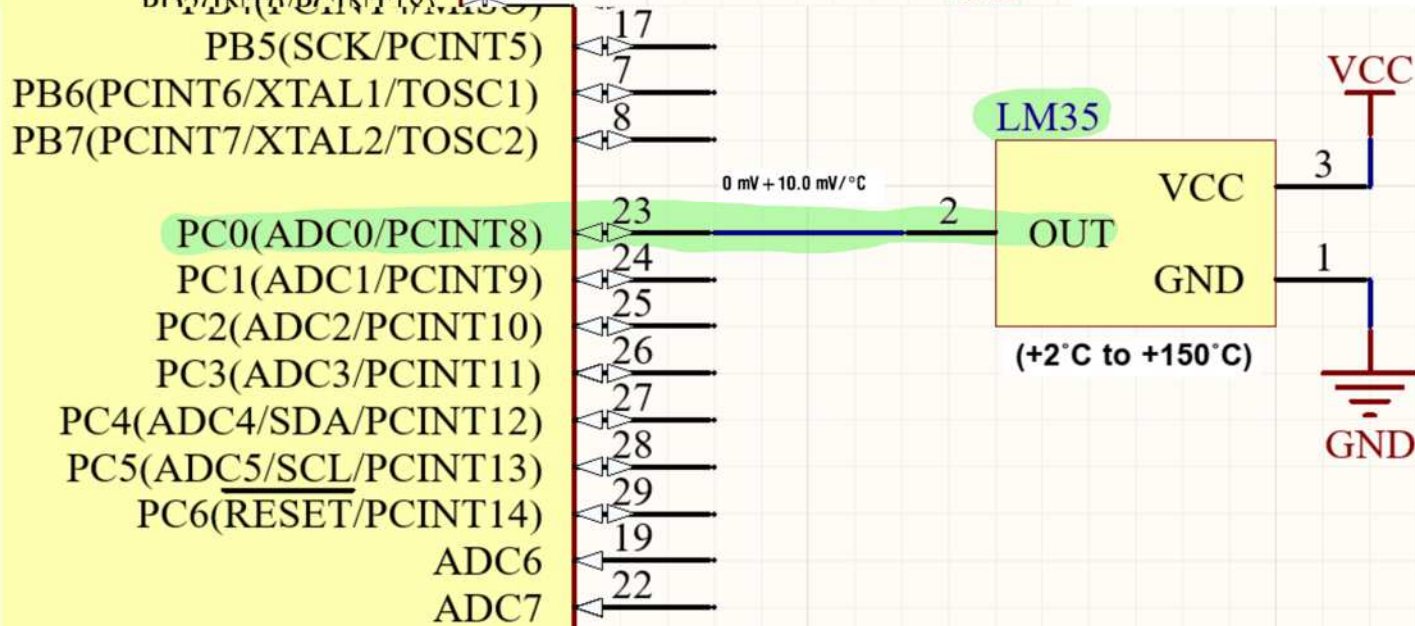 17
PB5(SCK/PCINT5)
7
PB6(PCINT6/XTAL1/TOSC1)
8
PB7(PCINT7/XTAL2/TOSC2)
23
PC0(ADC0/PCINT8)
24
PC1(ADC1/PCINT9)
25
PC2(ADC2/PCINT10)
26
PC3(ADC3/PCINT11)
27
PC4(ADC4/SDA/PCINT12)
28
PC5(ADC5/SCL/PCINT13)
29
PC6(RESET/PCINT14)
19
ADC6
22
ADC7
0 mV + 10.0 mV/°C
LM35
VCC
VCC 3
2 OUT
GND 1
(+2°C to +150°C)
GND